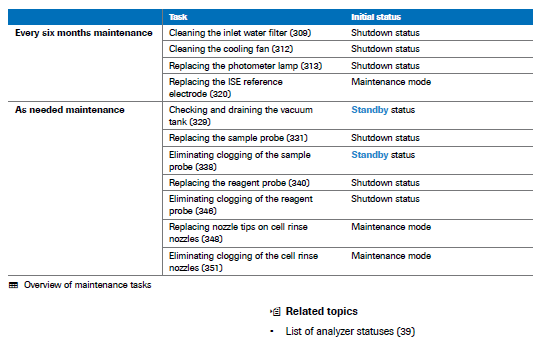 Task Initial status
Every six months maintenance Cleaning the inlet water filter (309) Shutdown status
Cleaning the cooling fan (312) Shutdown status
Replacing the photometer lamp (313) Shutdown status
Replacing the ISE reference Maintenance mode
electrode (320)
As needed maintenance Checking and draining the vacuum Standby status
tank (329)
Replacing the sample probe (331) Shutdown status
Eliminating clogging of the sample Standby status
probe (338)
Replacing the reagent probe (340) Shutdown status
Eliminating clogging of the reagent Shutdown status
probe (346)
Replacing nozzle tips on cell rinse Maintenance mode
nozzles (348)
Eliminating clogging of the cell rinse Maintenance mode
nozzles (351)
Overview of maintenance tasks
Related topics
• List of analyzer statuses (39)